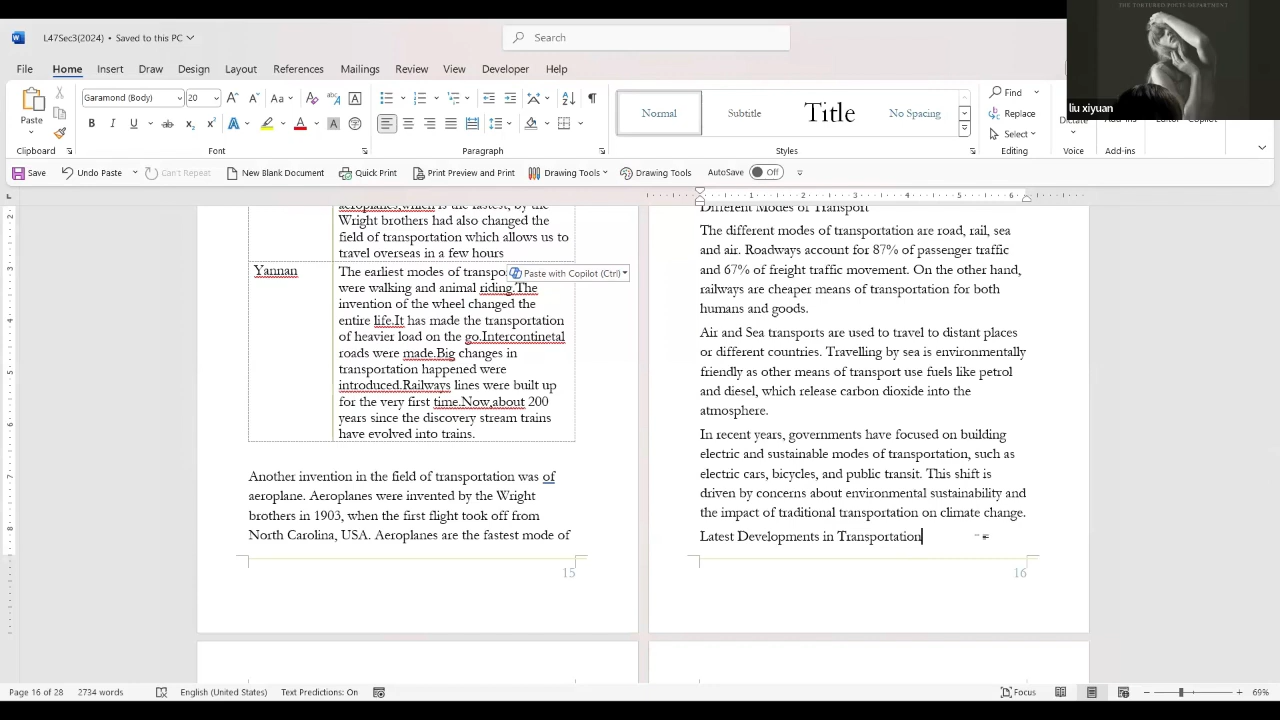 THE TORTURED POETS DEPARTMENT
liu xiyuan
L47Sec3(2024) • Saved to this PC
Search
File Home Insert Draw Design Layout References Mailings Review View Developer Help
Garamond (Body) 20
Paste
Clipboard Font Paragraph Styles Editing Voice Add-ins
Normal Subtitle Title No Spacing
Find
Replace
Select
Dictate Add-ins Editor Copilot
Save Undo Paste Can't Repeat New Blank Document Quick Print Print Preview and Print Drawing Tools Drawing Tools AutoSave Off
aeroplanes,which is the fastest, by the
Wright brothers had also changed the
field of transportation which allows us to
travel overseas in a few hours
Yannan
The earliest modes of transpo
Paste with Copilot (Ctrl)
were walking and animal riding.The
invention of the wheel changed the
entire life.It has made the transportation
of heavier load on the go.Intercontinetal
roads were made.Big changes in
transportation happened were
introduced.Railways lines were built up
for the very first time.Now,about 200
years since the discovery stream trains
have evolved into trains.
Another invention in the field of transportation was of
aeroplane. Aeroplanes were invented by the Wright
brothers in 1903, when the first flight took off from
North Carolina, USA. Aeroplanes are the fastest mode of
15
Different Modes of Transport
The different modes of transportation are road, rail, sea
and air. Roadways account for 87% of passenger traffic
and 67% of freight traffic movement. On the other hand,
railways are cheaper means of transportation for both
humans and goods.
Air and Sea transports are used to travel to distant places
or different countries. Travelling by sea is environmentally
friendly as other means of transport use fuels like petrol
and diesel, which release carbon dioxide into the
atmosphere.
In recent years, governments have focused on building
electric and sustainable modes of transportation, such as
electric cars, bicycles, and public transit. This shift is
driven by concerns about environmental sustainability and
the impact of traditional transportation on climate change.
Latest Developments in Transportation
16
Page 16 of 28 2734 words English (United States) Text Predictions: On Focus 69%